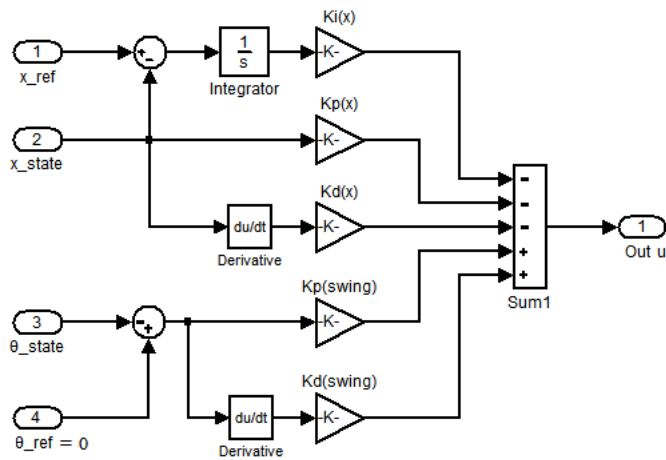 Ki(x)
1
+
-
1
s
-K-
x_ref
Integrator
Kp(x)
2
-K-
x_state
Kd(x)
-
-
-
+
+
1
Out u
du/dt
-K-
Derivative
Kp(swing)
Sum1
3
-
+
-K-
θ_state
Kd(swing)
4
du/dt
-K-
θ_ref = 0
Derivative